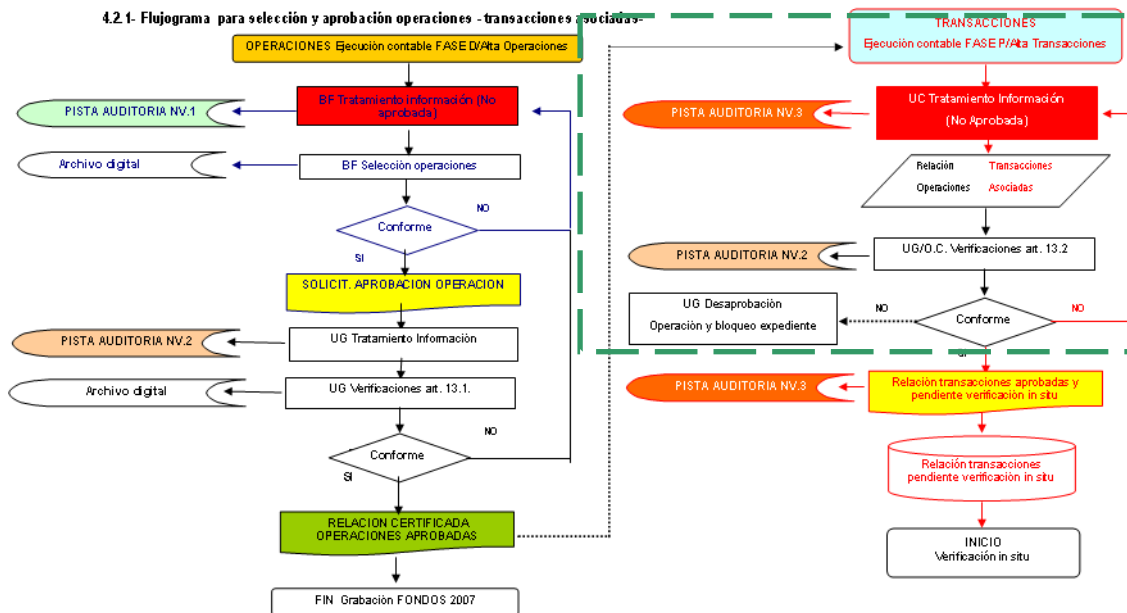 4.2.1- Flujograma para selección y aprobación operaciones -transacciones asociadas-
OPERACIONES Ejecución contable FASE D/Alta Operaciones
BF Tratamiento información (No
aprobada)
PISTA AUDITORIA NV.1
Archivo digital
BF Selección operaciones
NO
Conforme
SI
SOLICIT. APROBACION OPERACION
PISTA AUDITORIA NV.2
UG Tratamiento Información
Archivo digital
UG Verificaciones art. 13.1.
NO
Conforme
SI
RELACION CERTIFICADA
OPERACIONES APROBADAS
FIN Grabación FONDOS 2007
TRANSACCIONES
Ejecución contable FASE P/Alta Transacciones
PISTA AUDITORIA NV.3
UC Tratamiento Información
(No Aprobada)
Relación Transacciones
Operaciones Asociadas
PISTA AUDITORIA NV.2
UG/O.C. Verificaciones art. 13.2
UG Desaprobación
Operación y bloqueo expediente
NO
Conforme
NO
SI
PISTA AUDITORIA NV.3
Relación transacciones aprobadas y
pendiente verificación in situ
Relación transacciones
pendiente verificación in situ
INICIO
Verificación in situ